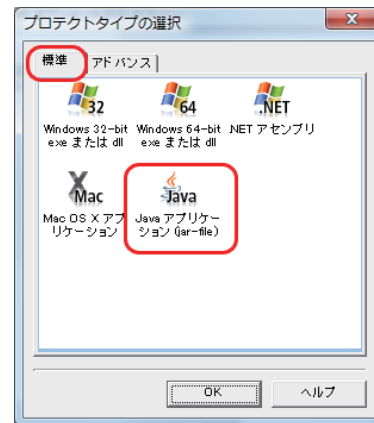 プロテクトタイプの選択
標準 アドバンス
32 64 .NET
Windows 32-bit Windows 64-bit .NET アセンブリ
exe または dll exe または dll
Mac Java
Mac OS X アプ Java アプリケー
リケーション ション (jar-file)
OK ヘルプ